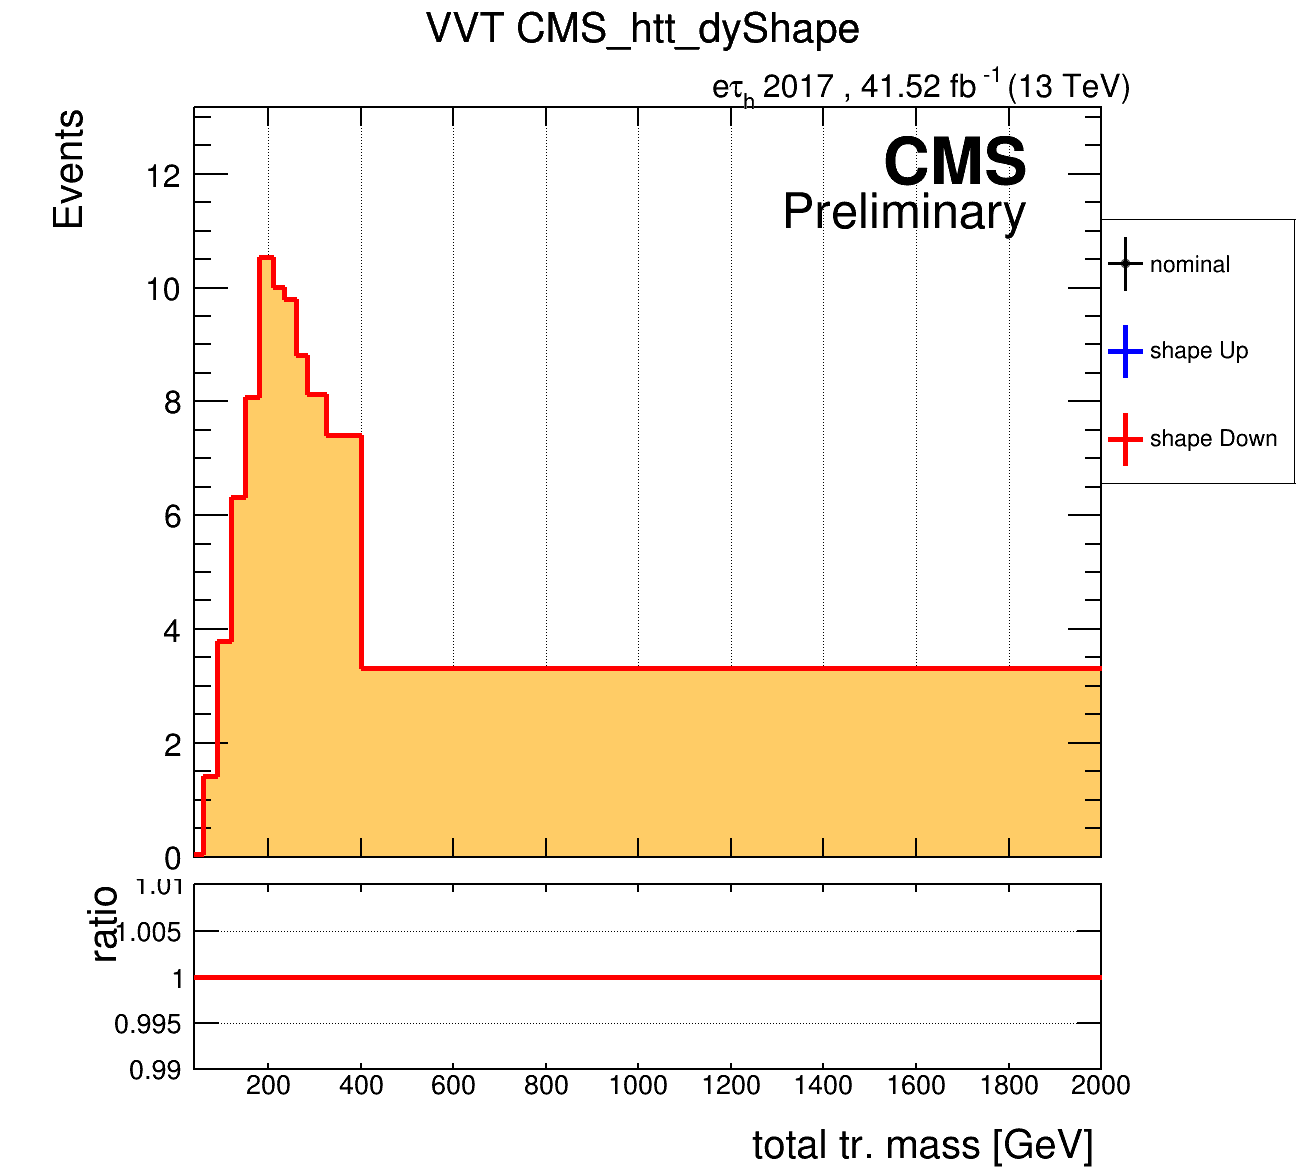 VVT CMS_htt_dyShape
eτh 2017 , 41.52 fb -1 (13 TeV)
Events
CMS
Preliminary
12
10
8
6
4
2
0
nominal
shape Up
shape Down
ratio
1.01
1.005
1
0.995
0.99
200 400 600 800 1000 1200 1400 1600 1800 2000
total tr. mass [GeV]